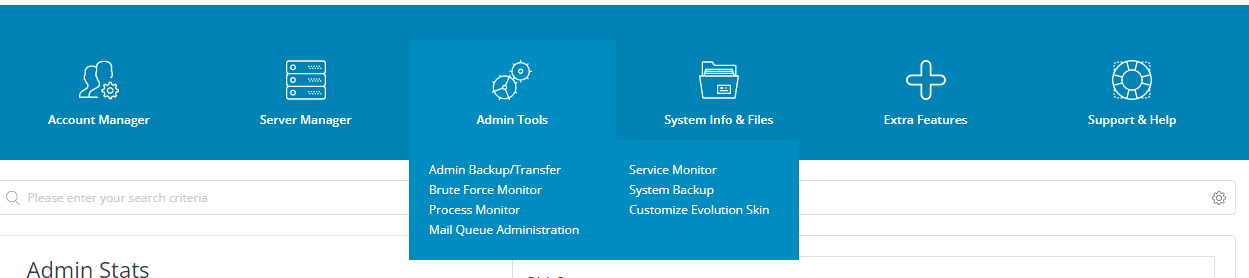 Account Manager
Server Manager
Admin Tools
System Info & Files
Extra Features
Support & Help
Admin Backup/Transfer
Brute Force Monitor
Process Monitor
Mail Queue Administration
Service Monitor
System Backup
Customize Evolution Skin
Please enter your search criteria
Admin Stats